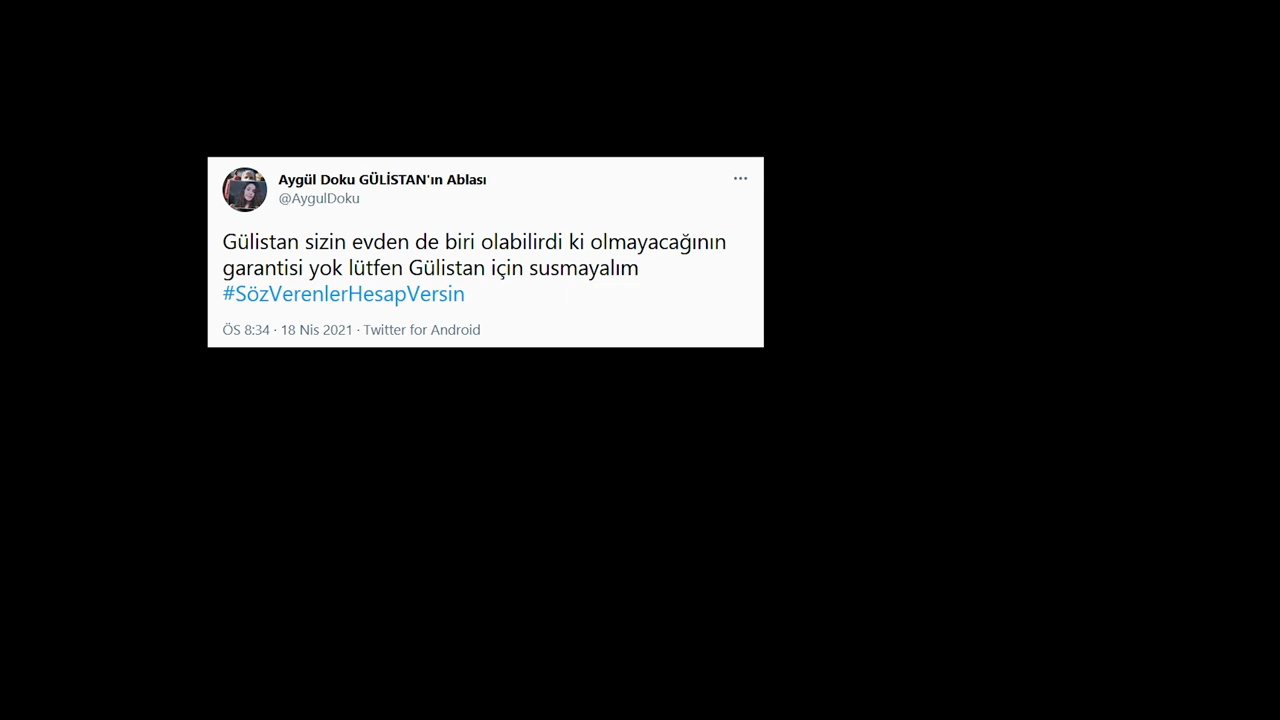 Aygül Doku GÜLİSTAN'ın Ablası
@AygulDoku
Gülistan sizin evden de biri olabilirdi ki olmayacağının
garantisi yok lütfen Gülistan için susmayalım
#SözVerenlerHesapVersin
ÖS 8:34 · 18 Nis 2021 · Twitter for Android